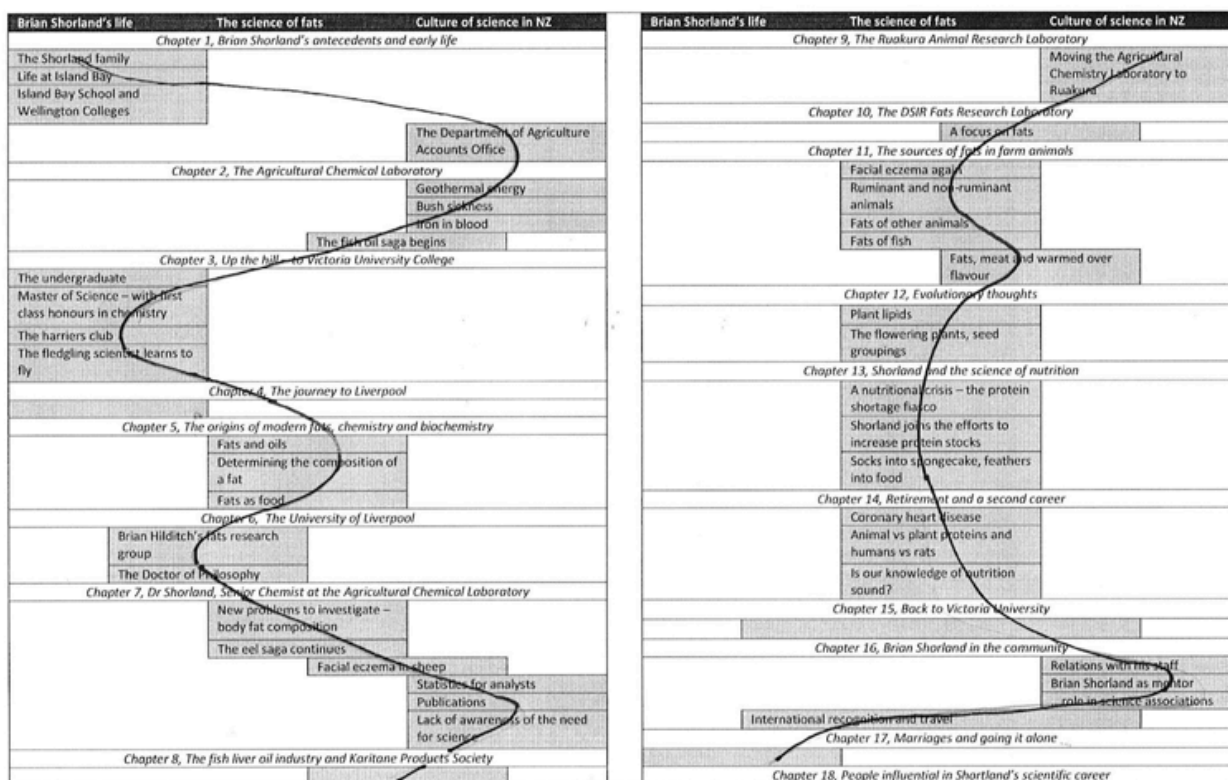 Brian Shorland's life The science of fats Culture of science in NZ
Chapter 1, Brian Shorland's antecedents and early life
The Shorland family
Life at Island Bay
Island Bay School and
Wellington Colleges
The Department of Agriculture
Accounts Office
Chapter 2, The Agricultural Chemical Laboratory
Geothermal energy
Bush sickness
Iron in blood
The fish oil saga begins
Chapter 3, Up the hill – to Victoria University College
The undergraduate
Master of Science – with first
class honours in chemistry
The harriers club
The fledgling scientist learns to
fly
Chapter 4, The journey to Liverpool
Chapter 5, The origins of modern fats, chemistry and biochemistry
Fats and oils
Determining the composition of
a fat
Fats as food
Chapter 6, The University of Liverpool
Brian Hilditch's fats research
group
The Doctor of Philosophy
Chapter 7, Dr Shorland, Senior Chemist at the Agricultural Chemical Laboratory
New problems to investigate –
body fat composition
The eel saga continues
Facial eczema in sheep
Statistics for analysts
Publications
Lack of awareness of the need
for science
Chapter 8, The fish liver oil industry and Karitane Products Society
Brian Shorland's life The science of fats Culture of science in NZ
Chapter 9, The Ruakura Animal Research Laboratory
Moving the Agricultural
Chemistry Laboratory to
Ruakura
Chapter 10, The DSIR Fats Research Laboratory
A focus on fats
Chapter 11, The sources of fats in farm animals
Facial eczema again
Ruminant and non-ruminant
animals
Fats of other animals
Fats of fish
Fats, meat and warmed over
flavour
Chapter 12, Evolutionary thoughts
Plant lipids
The flowering plants, seed
groupings
Chapter 13, Shorland and the science of nutrition
A nutritional crisis – the protein
shortage fiasco
Shorland joins the efforts to
increase protein stocks
Socks into spongecake, feathers
into food
Chapter 14, Retirement and a second career
Coronary heart disease
Animal vs plant proteins and
humans vs rats
Is our knowledge of nutrition
sound?
Chapter 15, Back to Victoria University
Chapter 16, Brian Shorland in the community
Relations with his staff
Brian Shorland as mentor
role in science associations
International recognition and travel
Chapter 17, Marriages and going it alone
Chapter 18, People influential in Shortland's scientific career